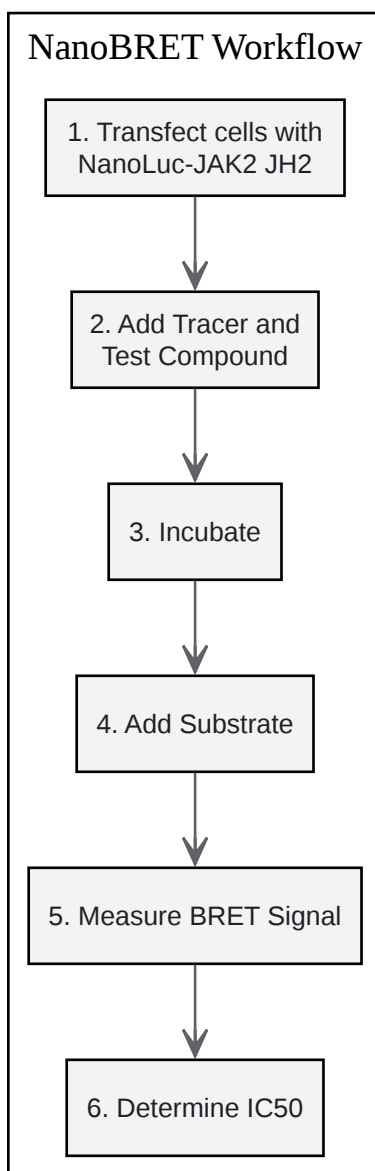 NanoBRET Workflow
1. Transfect cells with
NanoLuc-JAK2 JH2
2. Add Tracer and
Test Compound
3. Incubate
4. Add Substrate
5. Measure BRET Signal
6. Determine IC50